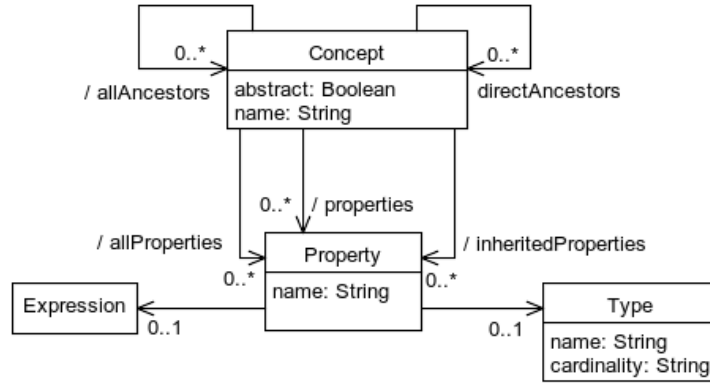 0..*
Concept
0..*
/ allAncestors
abstract: Boolean
name: String
directAncestors
0..*
/ properties
/ allProperties
Property
/ inheritedProperties
0..*
0..*
Expression
name: String
Type
0..1
0..1
name: String
cardinality: String